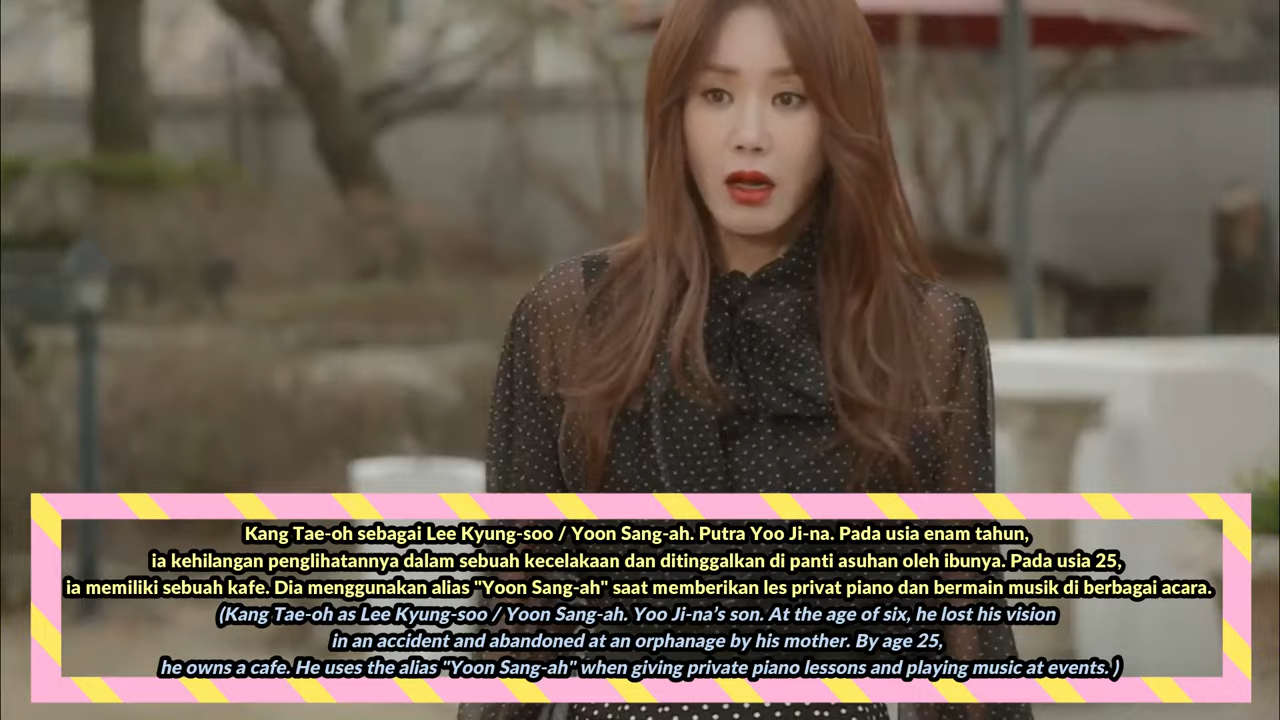 Kang Tae-oh sebagai Lee Kyung-soo / Yoon Sang-ah. Putra Yoo Ji-na. Pada usia enam tahun,
ia kehilangan penglihatannya dalam sebuah kecelakaan dan ditinggalkan di panti asuhan oleh ibunya. Pada usia 25,
ia memiliki sebuah kafe. Dia menggunakan alias "Yoon Sang-ah" saat memberikan les privat piano dan bermain musik di berbagai acara.
(Kang Tae-oh as Lee Kyung-soo / Yoon Sang-ah. Yoo Ji-na’s son. At the age of six, he lost his vision
in an accident and abandoned at an orphanage by his mother. By age 25,
he owns a cafe. He uses the alias "Yoon Sang-ah" when giving private piano lessons and playing music at events. )